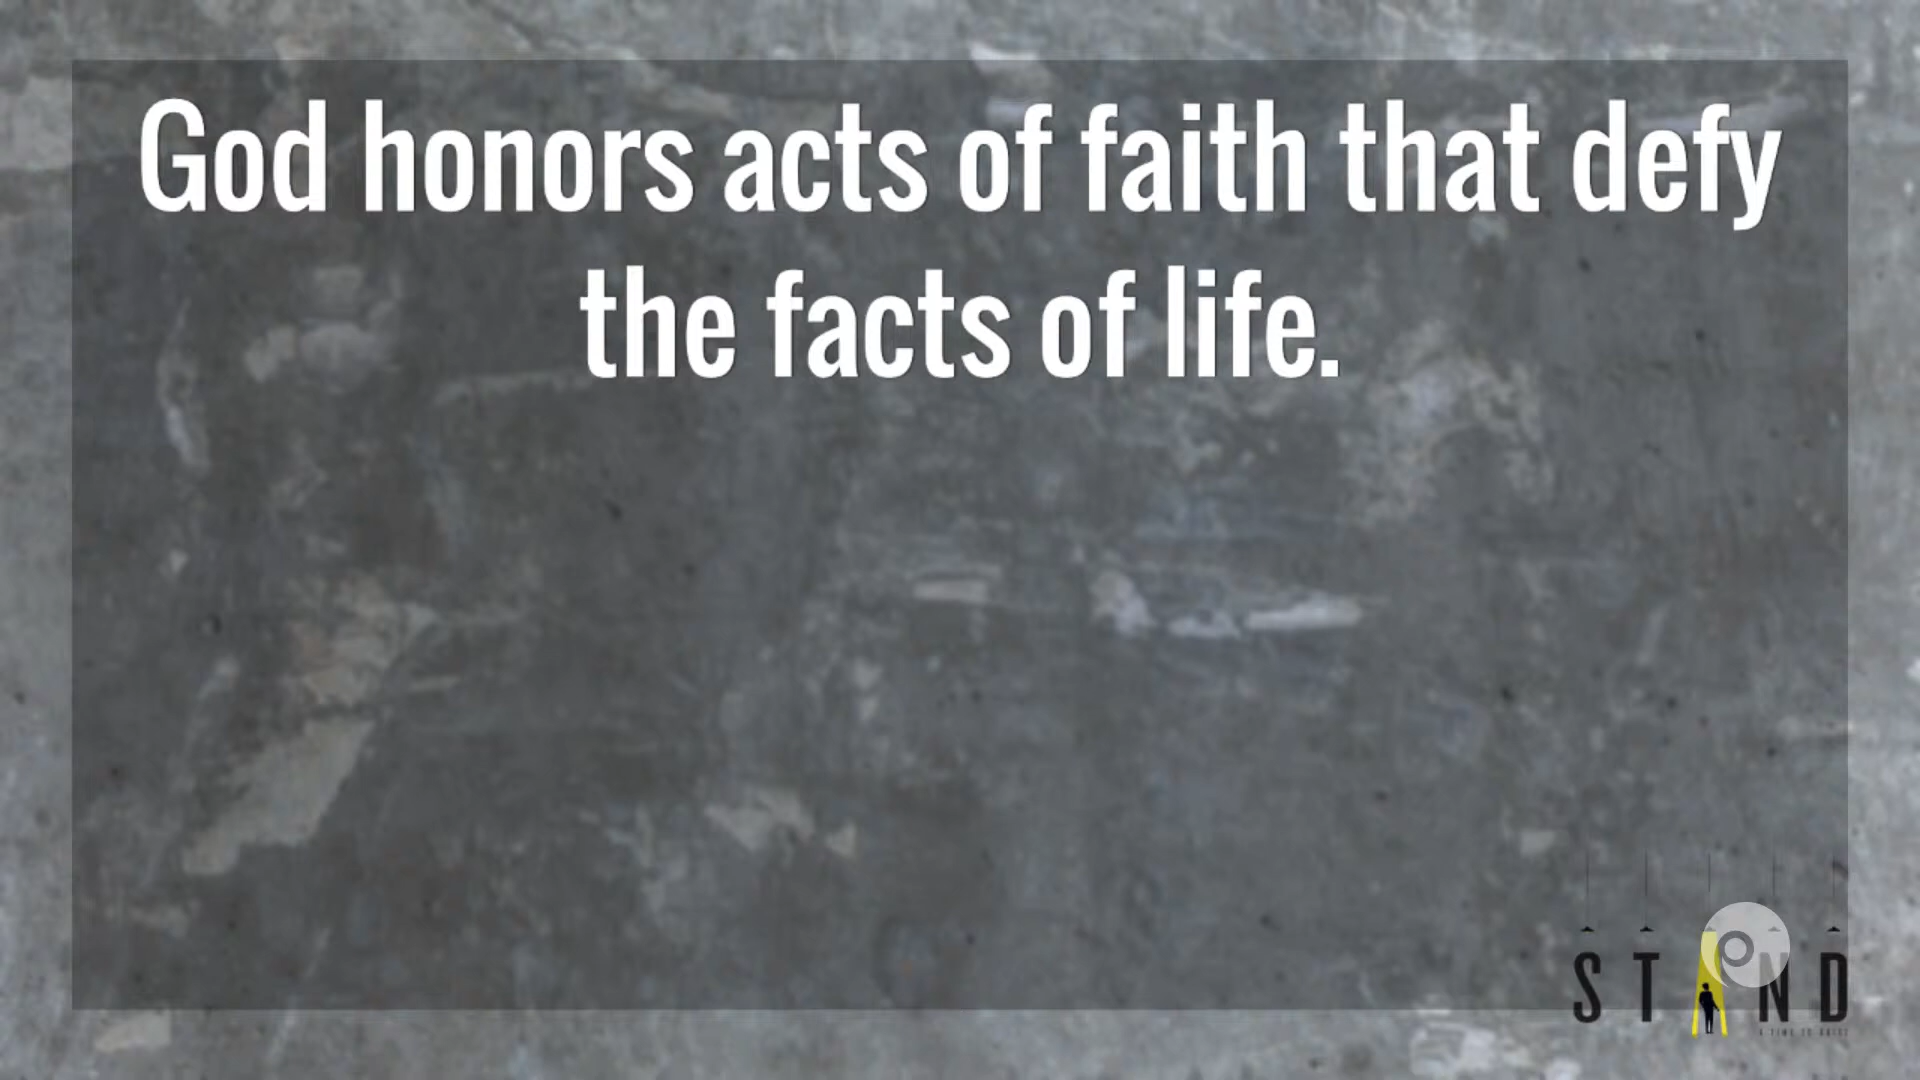 God honors acts of faith that defy
the facts of life.
STAND